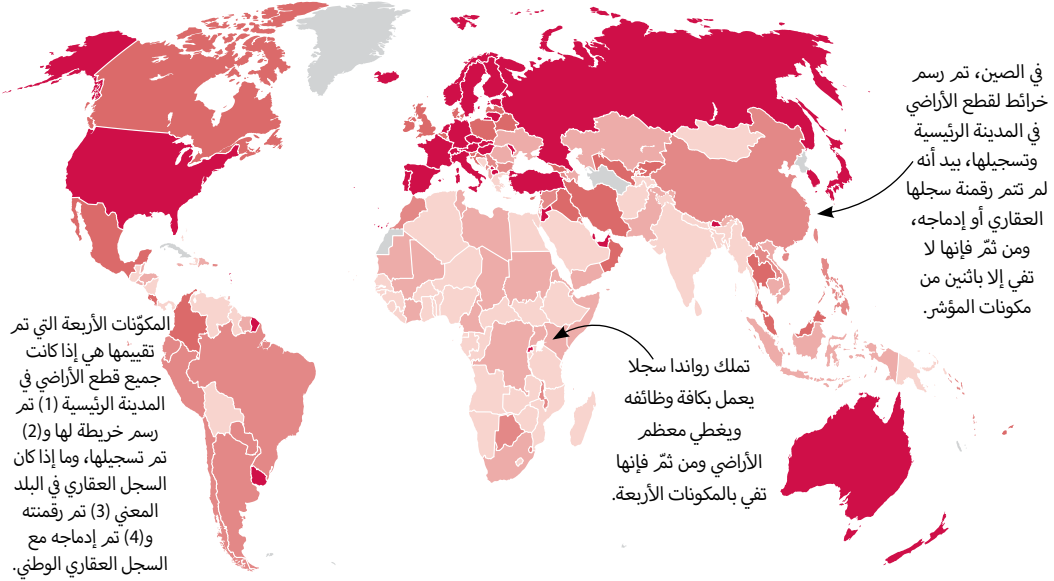 في الصين، تم رسم
خرائط لقطع الأراضي
في المدينة الرئيسية
وتسجيلها، بيد أنه
لم تتم رقمنة سجلها
العقاري أو إدماجه،
ومن ثمّ فإنها لا
تفي إلا باثنين من
مكونات المؤشر.
تملك رواندا سجلا
يعمل بكافة وظائفه
ويغطي معظم
الأراضي ومن ثمّ فإنها
تفي بالمكونات الأربعة.
المكوّنات الأربعة التي تم
تقييمها هي إذا كانت
جميع قطع الأراضي في
المدينة الرئيسية (1) تم
رسم خريطة لها و(2)
تم تسجيلها، وما إذا كان
السجل العقاري في البلد
المعني (3) تم رقمنته
و(4) تم إدماجه مع
السجل العقاري الوطني.